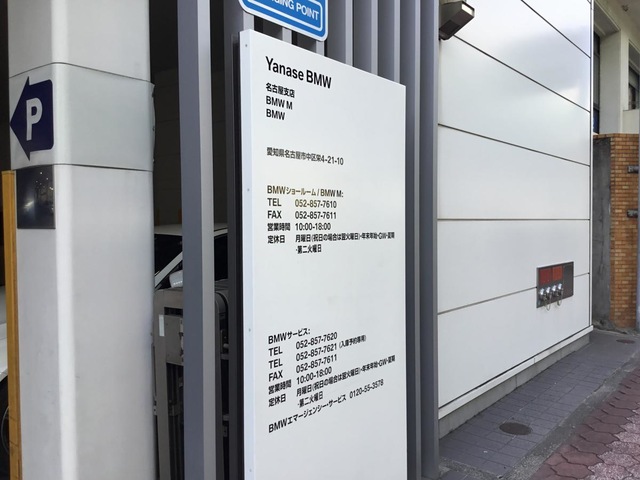 GING POINT
P
Yanase BMW
名古屋支店
BMW M
BMW
愛知県名古屋市中区栄4-21-10
BMWショールーム / BMW M:
TEL 052-857-7610
FAX 052-857-7611
営業時間 10:00-18:00
定休日 月曜日(祝日の場合は翌火曜日)・年末年始・GW・夏期
・第二火曜日
BMWサービス:
TEL 052-857-7620
TEL 052-857-7621 (入庫予約専用)
FAX 052-857-7611
営業時間 10:00-18:00
定休日 月曜日(祝日の場合は翌火曜日)・年末年始・GW・夏期
・第二火曜日
BMWエマージェンシー・サービス 0120-55-3578